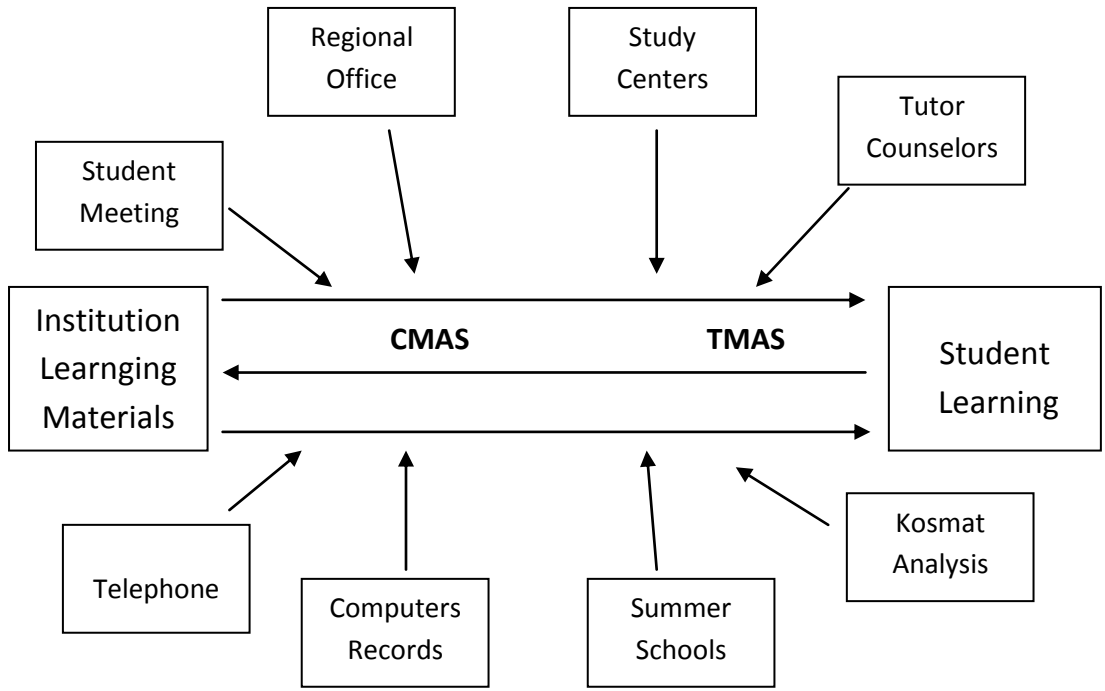 Regional
Office
Study
Centers
Tutor
Counselors
Student
Meeting
Institution
Learnging
Materials
CMAS
TMAS
Student
Learning
Telephone
Computers
Records
Summer
Schools
Kosmat
Analysis